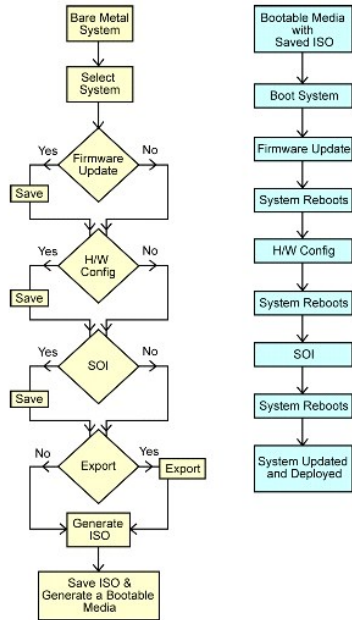 Bare Metal
System
Select
System
Yes
No
Firmware
Update
Save
Yes
No
H/W
Config
Save
Yes
No
SOI
Save
No
Yes
Export
Export
Generate
ISO
Save ISO &
Generate a Bootable
Media
Bootable Media
with
Saved ISO
Boot System
Firmware Update
System Reboots
H/W Config
System Reboots
SOI
System Reboots
System Updated
and Deployed